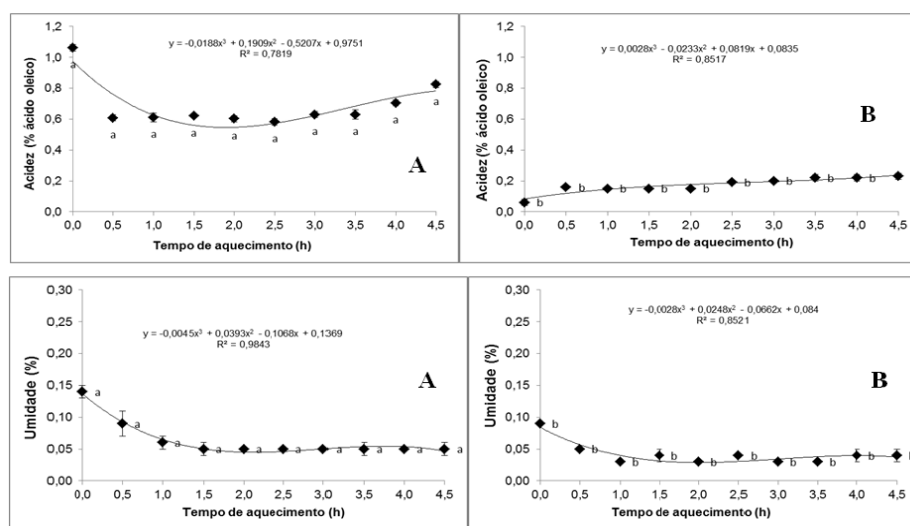 y = -0,0188x³ + 0,1909x² - 0,5207x + 0,9751
R² = 0,7819
Acidez (% ácido oleico)
1,2
1,0
0,8
0,6
0,4
0,2
0,0
a a a a a a a a a a
A
0,0 0,5 1,0 1,5 2,0 2,5 3,0 3,5 4,0 4,5
Tempo de aquecimento (h)
y = 0,0028x³ - 0,0233x² + 0,0819x + 0,0835
R² = 0,8517
Acidez (% ácido oleico)
1,2
1,0
0,8
0,6
0,4
0,2
0,0
b b b b b b b b b
B
0,0 0,5 1,0 1,5 2,0 2,5 3,0 3,5 4,0 4,5
Tempo de aquecimento (h)
y = -0,0045x³ + 0,0393x² - 0,1068x + 0,1369
R² = 0,9843
Umidade (%)
0,30
0,25
0,20
0,15
0,10
0,05
0,00
a a a a a a a a a a
A
0,0 0,5 1,0 1,5 2,0 2,5 3,0 3,5 4,0 4,5
Tempo de aquecimento (h)
y = -0,0028x³ + 0,0248x² - 0,0662x + 0,084
R² = 0,8521
Umidade (%)
0,30
0,25
0,20
0,15
0,10
0,05
0,00
b b b b b b b b b
B
0,0 0,5 1,0 1,5 2,0 2,5 3,0 3,5 4,0 4,5
Tempo de aquecimento (h)